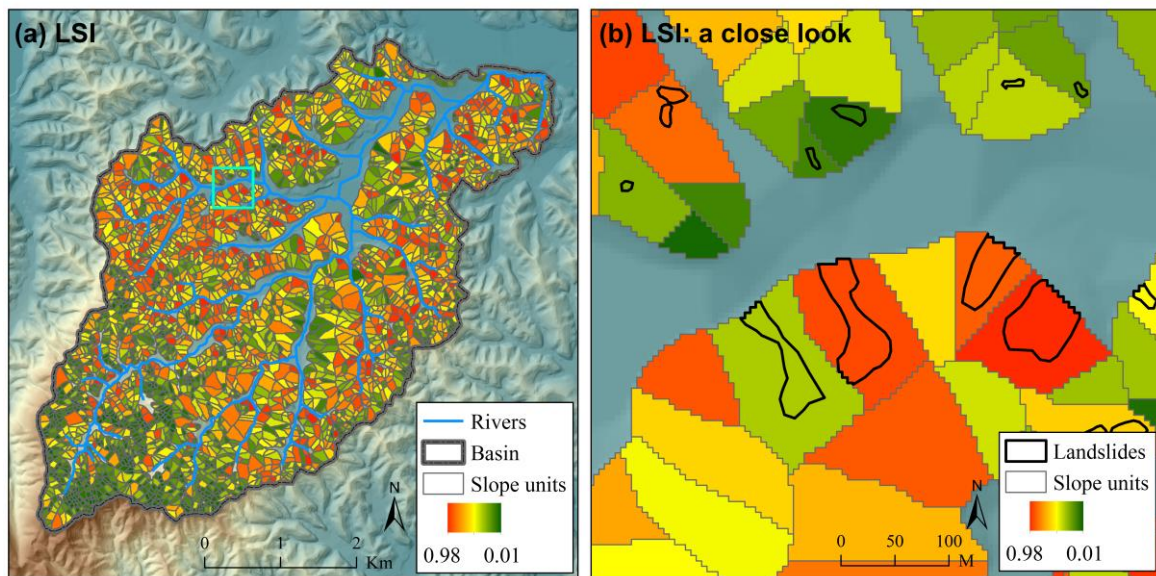 (a) LSI
Rivers
Basin
Slope units
0.98 0.01
N
0 1 2
Km
(b) LSI: a close look
Landslides
Slope units
0.98 0.01
N
0 50 100
M